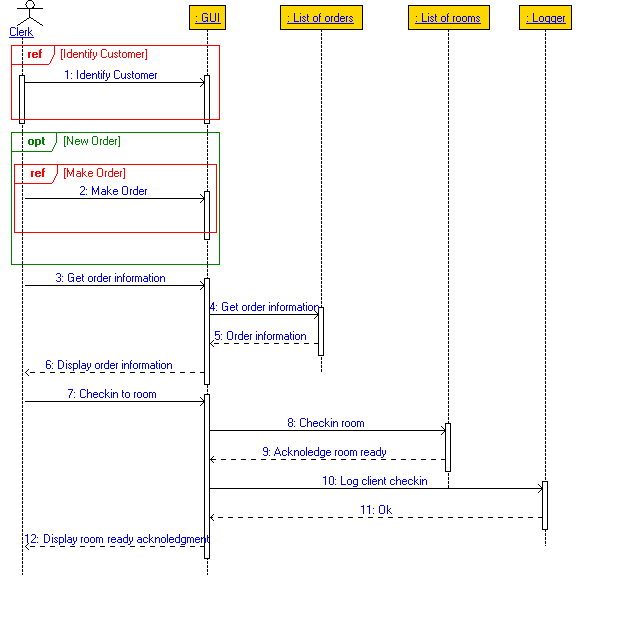 : GUI
: List of orders
: List of rooms
: Logger
Clerk
ref [Identify Customer]
1: Identify Customer
opt [New Order]
ref [Make Order]
2: Make Order
3: Get order information
4: Get order information
5: Order information
6: Display order information
7: Checkin to room
8: Checkin room
9: Acknoledge room ready
10: Log client checkin
11: Ok
12: Display room ready acknoledgment